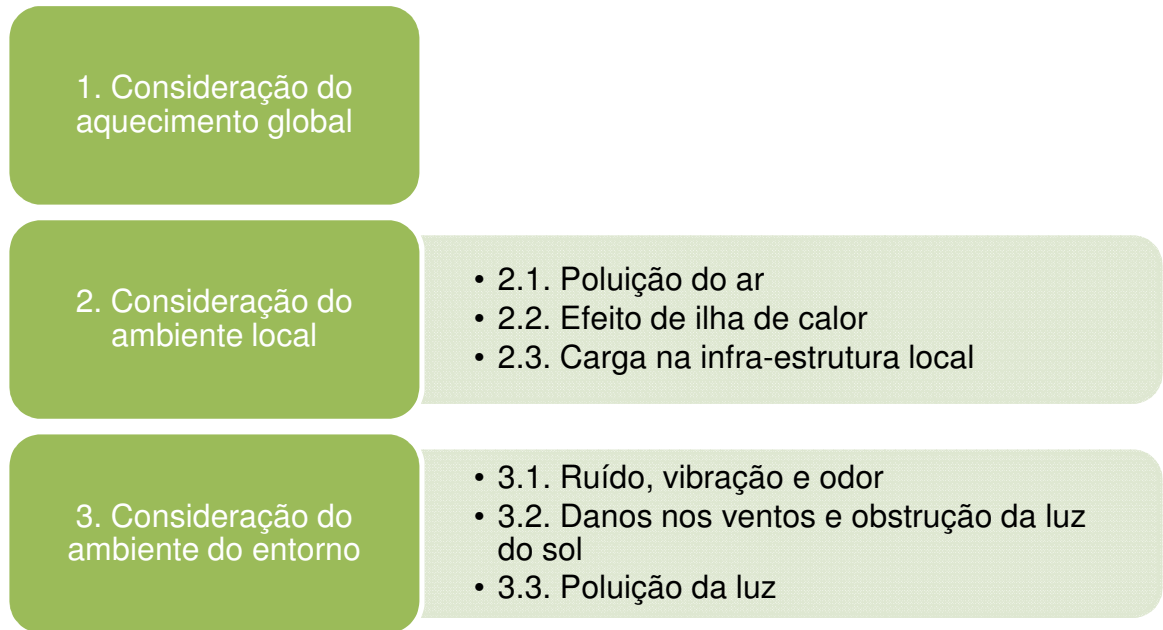 1. Consideração do
aquecimento global
2. Consideração do
ambiente local
• 2.1. Poluição do ar
• 2.2. Efeito de ilha de calor
• 2.3. Carga na infra-estrutura local
3. Consideração do
ambiente do entorno
• 3.1. Ruído, vibração e odor
• 3.2. Danos nos ventos e obstrução da luz
do sol
• 3.3. Poluição da luz